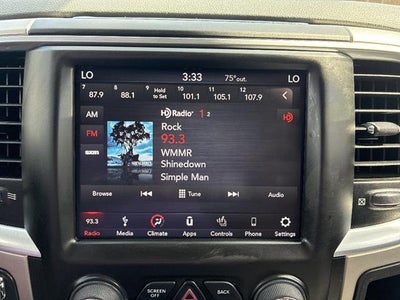 LO 3:33 75°out. LO
7 8 9 10 11 12
87.9 88.1 Hold to Set 101.1 105.1 107.9
AM HD Radio 1 2
Rock
FM 93.3
WMMR
Shinedown
Simple Man
Browse Tune Audio
93.3
Radio Media Climate Apps Controls Phone Settings
SCREEN OFF BACK